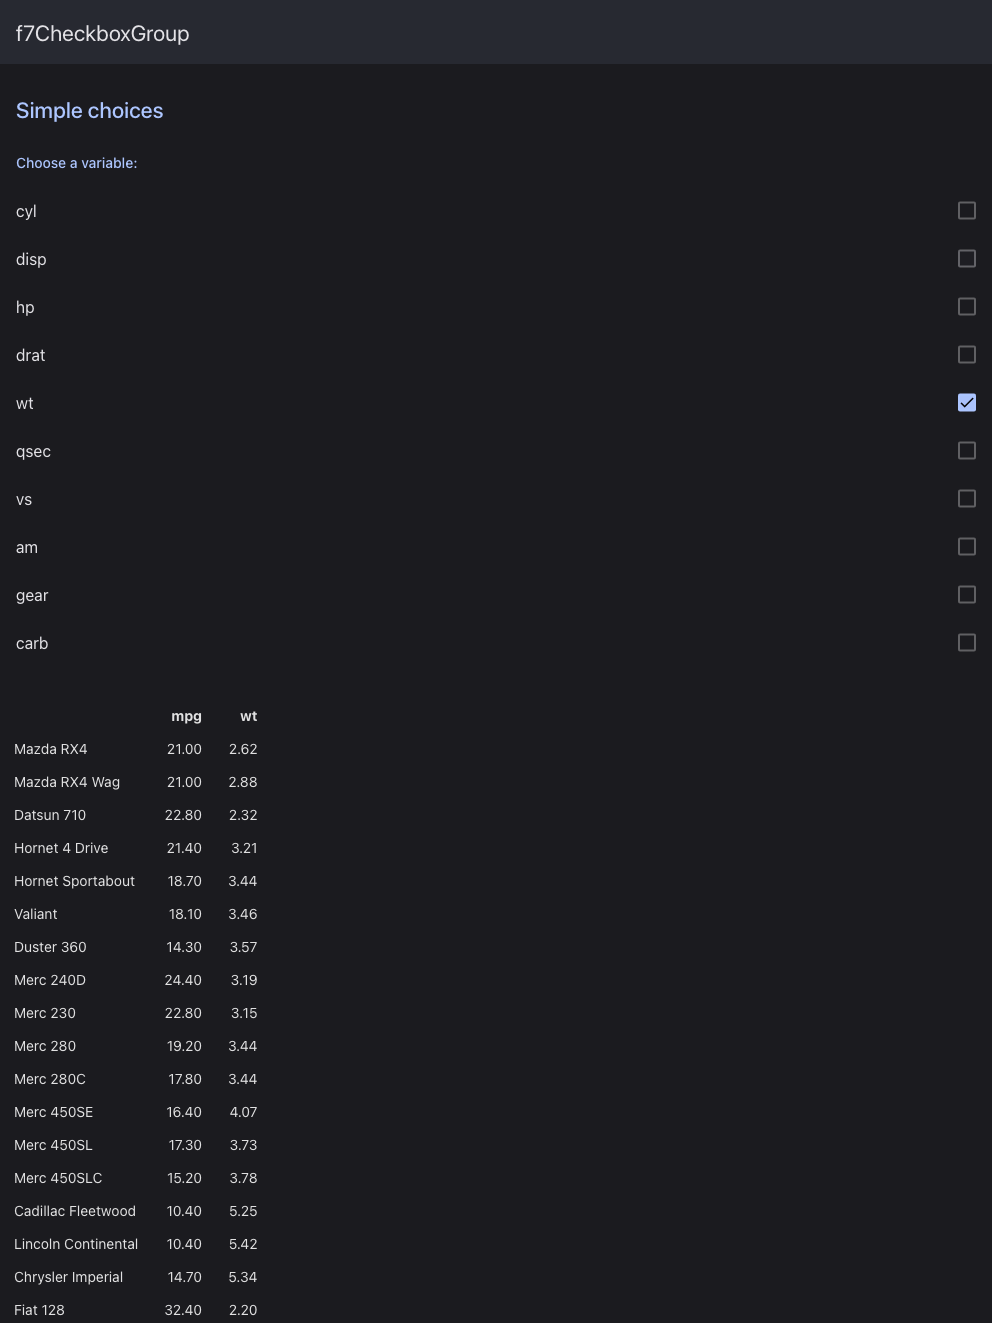 f7CheckboxGroup
Simple choices
Choose a variable:
cyl
disp
hp
drat
wt
qsec
vs
am
gear
carb
mpg wt
Mazda RX4 21.00 2.62
Mazda RX4 Wag 21.00 2.88
Datsun 710 22.80 2.32
Hornet 4 Drive 21.40 3.21
Hornet Sportabout 18.70 3.44
Valiant 18.10 3.46
Duster 360 14.30 3.57
Merc 240D 24.40 3.19
Merc 230 22.80 3.15
Merc 280 19.20 3.44
Merc 280C 17.80 3.44
Merc 450SE 16.40 4.07
Merc 450SL 17.30 3.73
Merc 450SLC 15.20 3.78
Cadillac Fleetwood 10.40 5.25
Lincoln Continental 10.40 5.42
Chrysler Imperial 14.70 5.34
Fiat 128 32.40 2.20